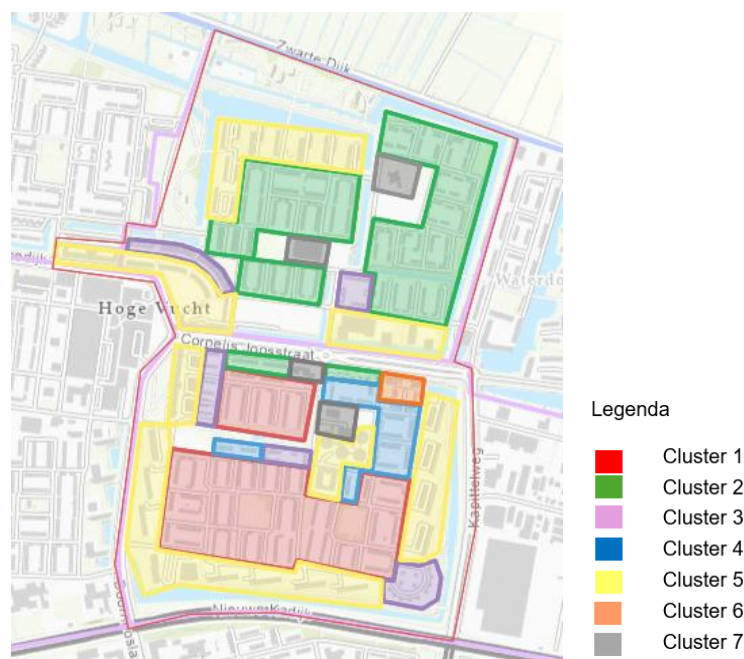 Zwarte Dijk
Waterdo
Hoge Vucht
Cornelis Joosstraat
Kapittelweg
Nieuwe Kadijk
Legenda
Cluster 1
Cluster 2
Cluster 3
Cluster 4
Cluster 5
Cluster 6
Cluster 7